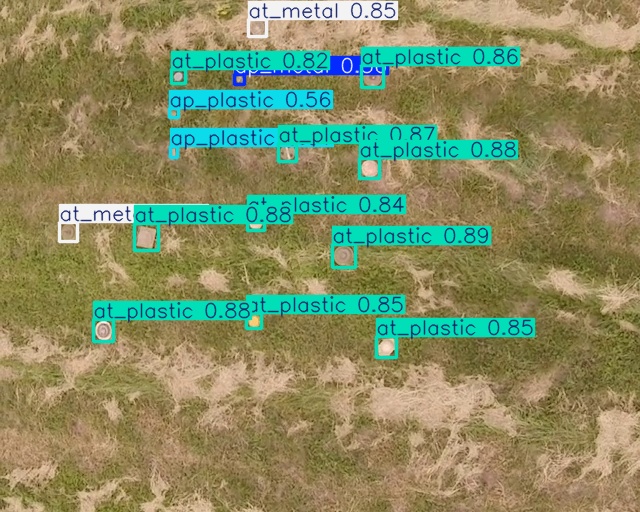 at_metal 0.85
at_plastic 0.82
at_plastic 0.86
ap_plastic 0.56
ap_plastic
at_plastic 0.87
at_plastic 0.88
at_plastic 0.84
at_plastic 0.88
at_plastic 0.89
at_plastic 0.85
at_plastic 0.88
at_plastic 0.85